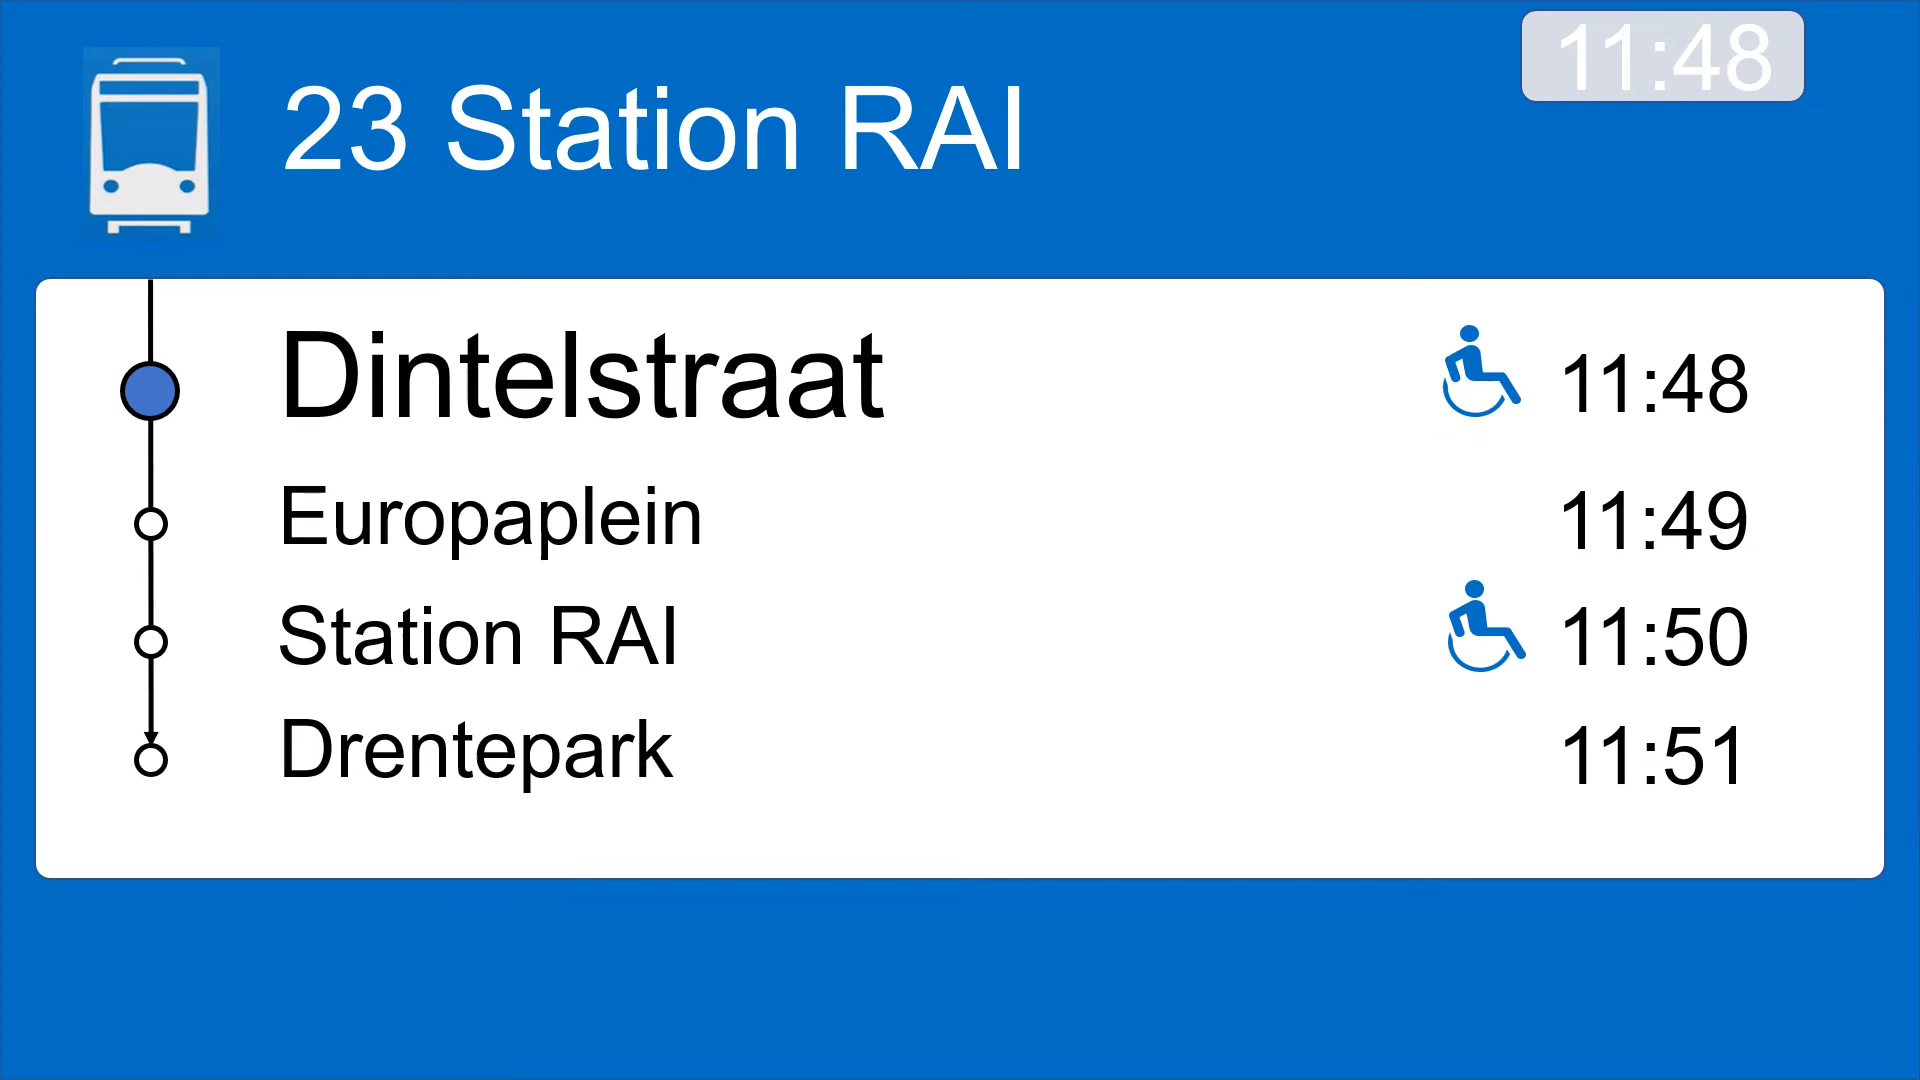 11:48
23 Station RAI
Dintelstraat 11:48
Europaplein 11:49
Station RAI 11:50
Drentepark 11:51